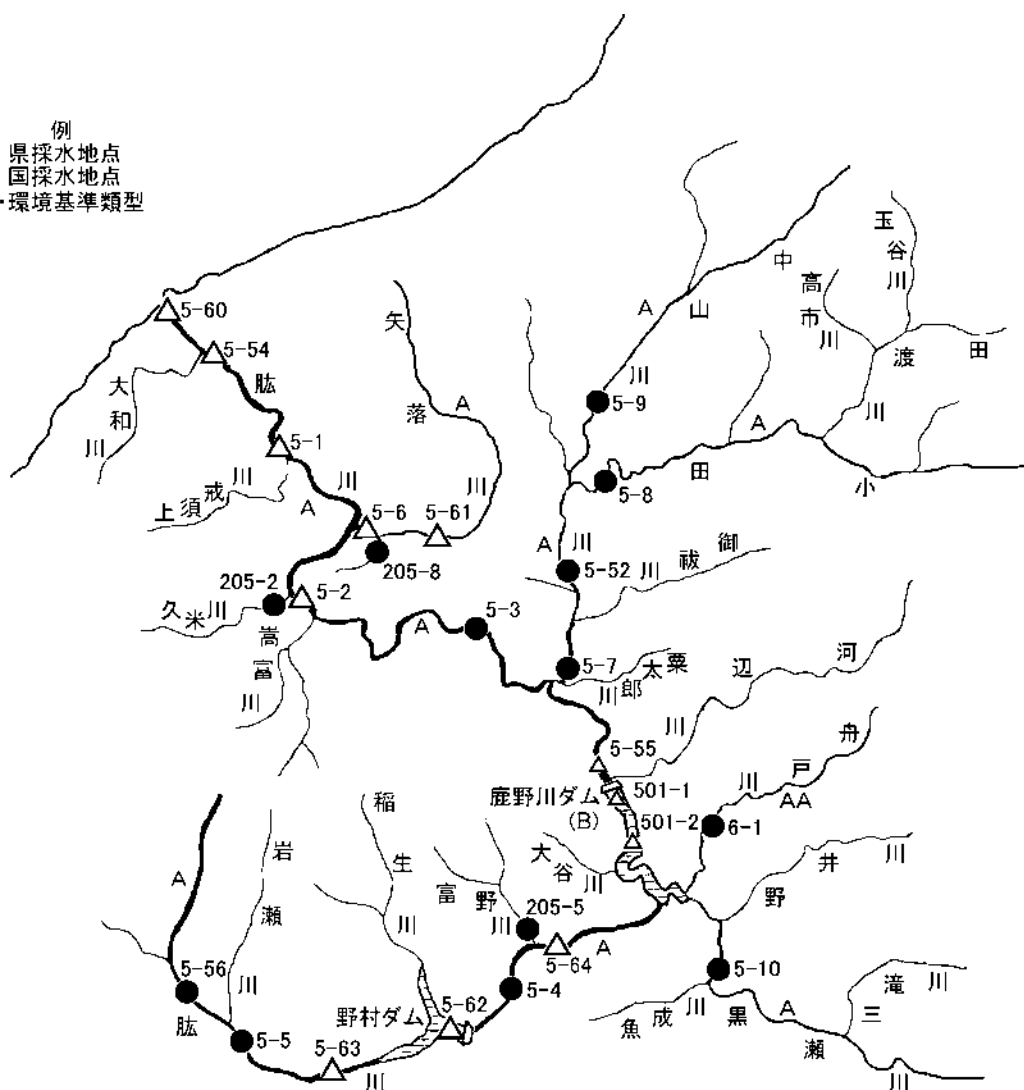 例
県採水地点
国採水地点
・環境基準類型
5-60
5-54
大和川
肱
5-1
川
上須戒川
A
矢落川
A
5-6
5-61
205-8
205-2
5-2
久米川
嵩富川
A
5-3
中山川
A
5-9
玉谷川
高市川
渡
田
川
A
田
5-8
小
A
川
5-52
御祓川
5-7
粟太郎川
河辺川
5-55
501-1
鹿野川ダム
(B)
501-2
舟戸川
AA
6-1
大谷川
野井川
富野川
205-5
A
5-64
5-4
5-10
魚成川
黒瀬川
A
三滝川
稲生川
岩瀬川
A
5-56
肱
5-5
5-63
川
野村ダム
5-62